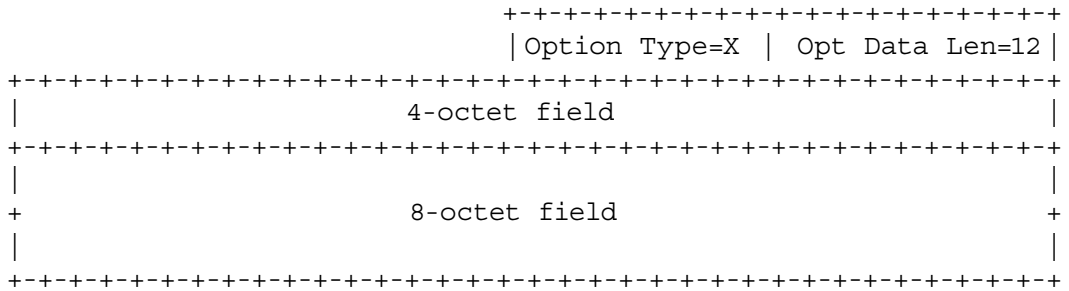 +-+-+-+-+-+-+-+-+-+-+-+-+-+-+-+-+
|Option Type=X | Opt Data Len=12|
+-+-+-+-+-+-+-+-+-+-+-+-+-+-+-+-+-+-+-+-+-+-+-+-+-+-+-+-+-+-+-+-+-+
| 4-octet field |
+-+-+-+-+-+-+-+-+-+-+-+-+-+-+-+-+-+-+-+-+-+-+-+-+-+-+-+-+-+-+-+-+-+
| |
+ 8-octet field +
| |
+-+-+-+-+-+-+-+-+-+-+-+-+-+-+-+-+-+-+-+-+-+-+-+-+-+-+-+-+-+-+-+-+-+